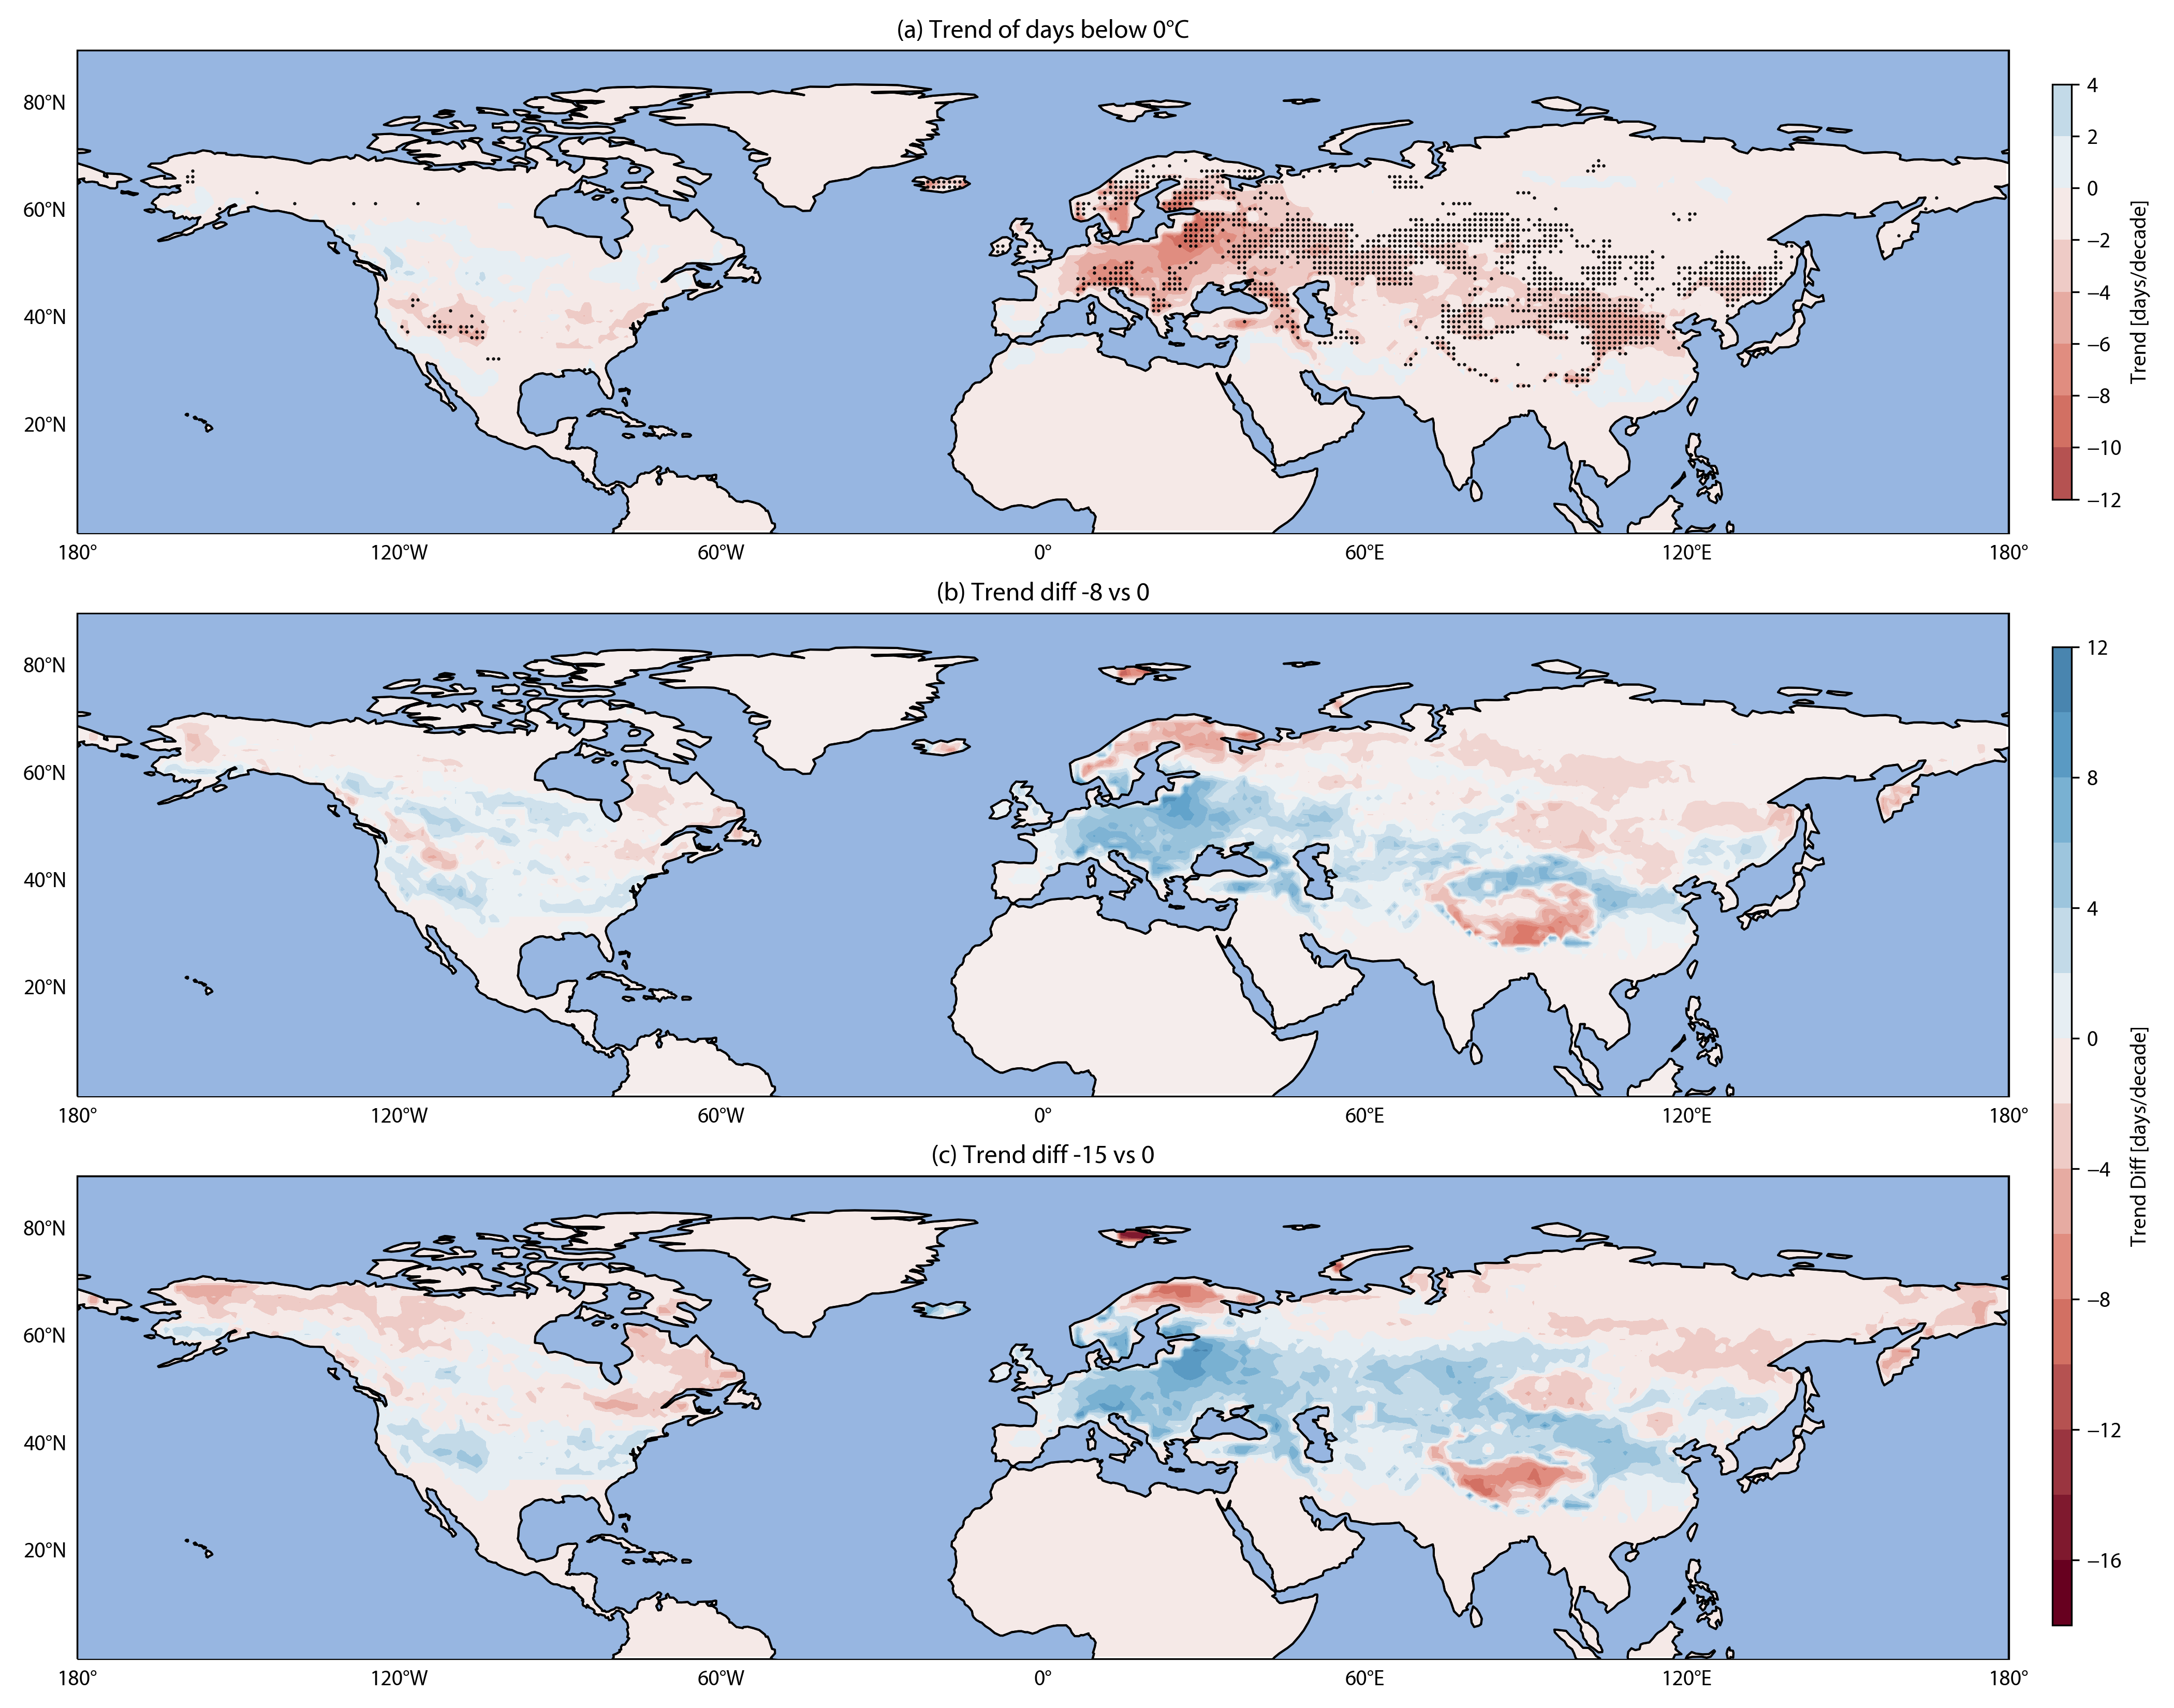 (a) Trend of days below 0°C
80°N
60°N
40°N
20°N
180°
120°W
60°W
0°
60°E
120°E
180°
4
2
0
−2
−4
−6
−8
−10
−12
Trend [days/decade]
(b) Trend diff -8 vs 0
80°N
60°N
40°N
20°N
180°
120°W
60°W
0°
60°E
120°E
180°
(c) Trend diff -15 vs 0
80°N
60°N
40°N
20°N
180°
120°W
60°W
0°
60°E
120°E
180°
12
8
4
0
−4
−8
−12
−16
Trend Diff [days/decade]